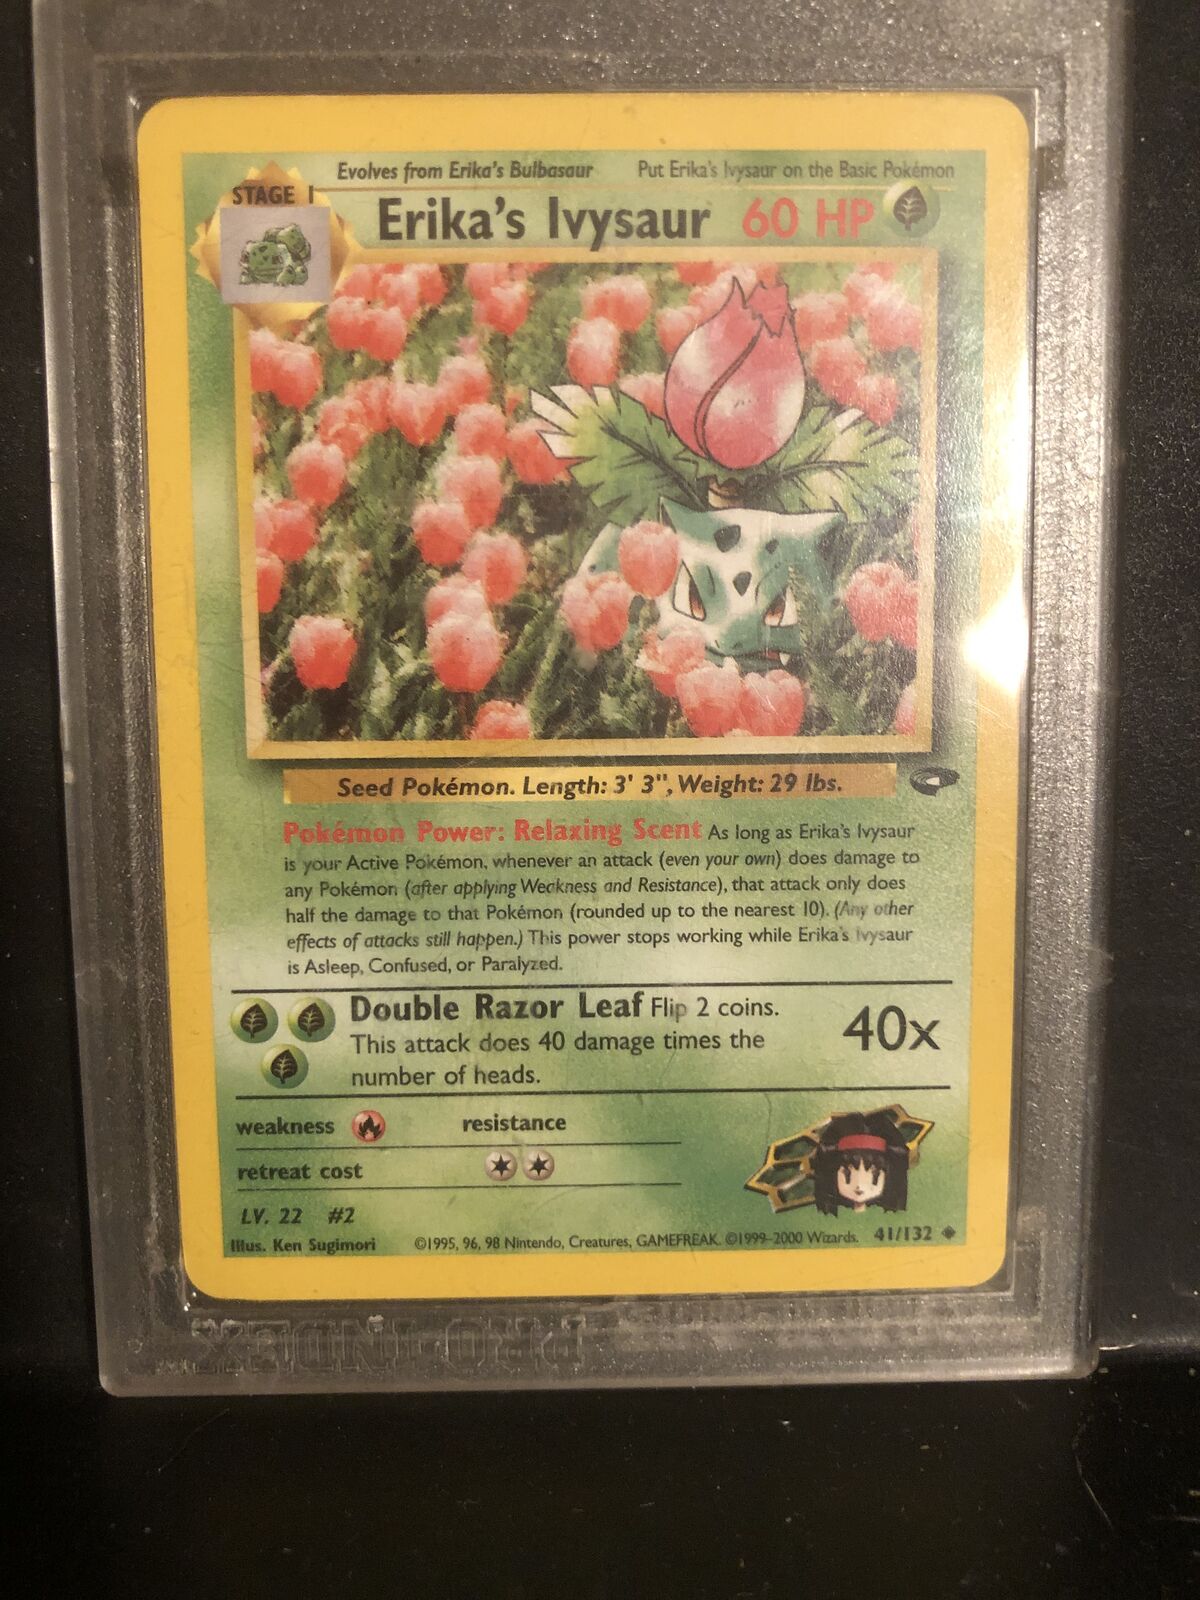 Evolves from Erika's Bulbasaur Put Erika's Ivysaur on the Basic Pokémon
STAGE 1
Erika's Ivysaur 60 HP
Seed Pokémon. Length: 3' 3", Weight: 29 lbs.
Pokémon Power: Relaxing Scent As long as Erika's Ivysaur
is your Active Pokémon, whenever an attack (even your own) does damage to
any Pokémon (after applying Weakness and Resistance), that attack only does
half the damage to that Pokémon (rounded up to the nearest 10). (Any other
effects of attacks still happen.) This power stops working while Erika's Ivysaur
is Asleep, Confused, or Paralyzed.
Double Razor Leaf Flip 2 coins.
This attack does 40 damage times the
number of heads.
40x
weakness resistance
retreat cost
LV. 22 #2
Illus. Ken Sugimori ©1995, 96, 98 Nintendo, Creatures, GAMEFREAK. ©1999-2000 Wizards. 41/132
PRO-INDEX